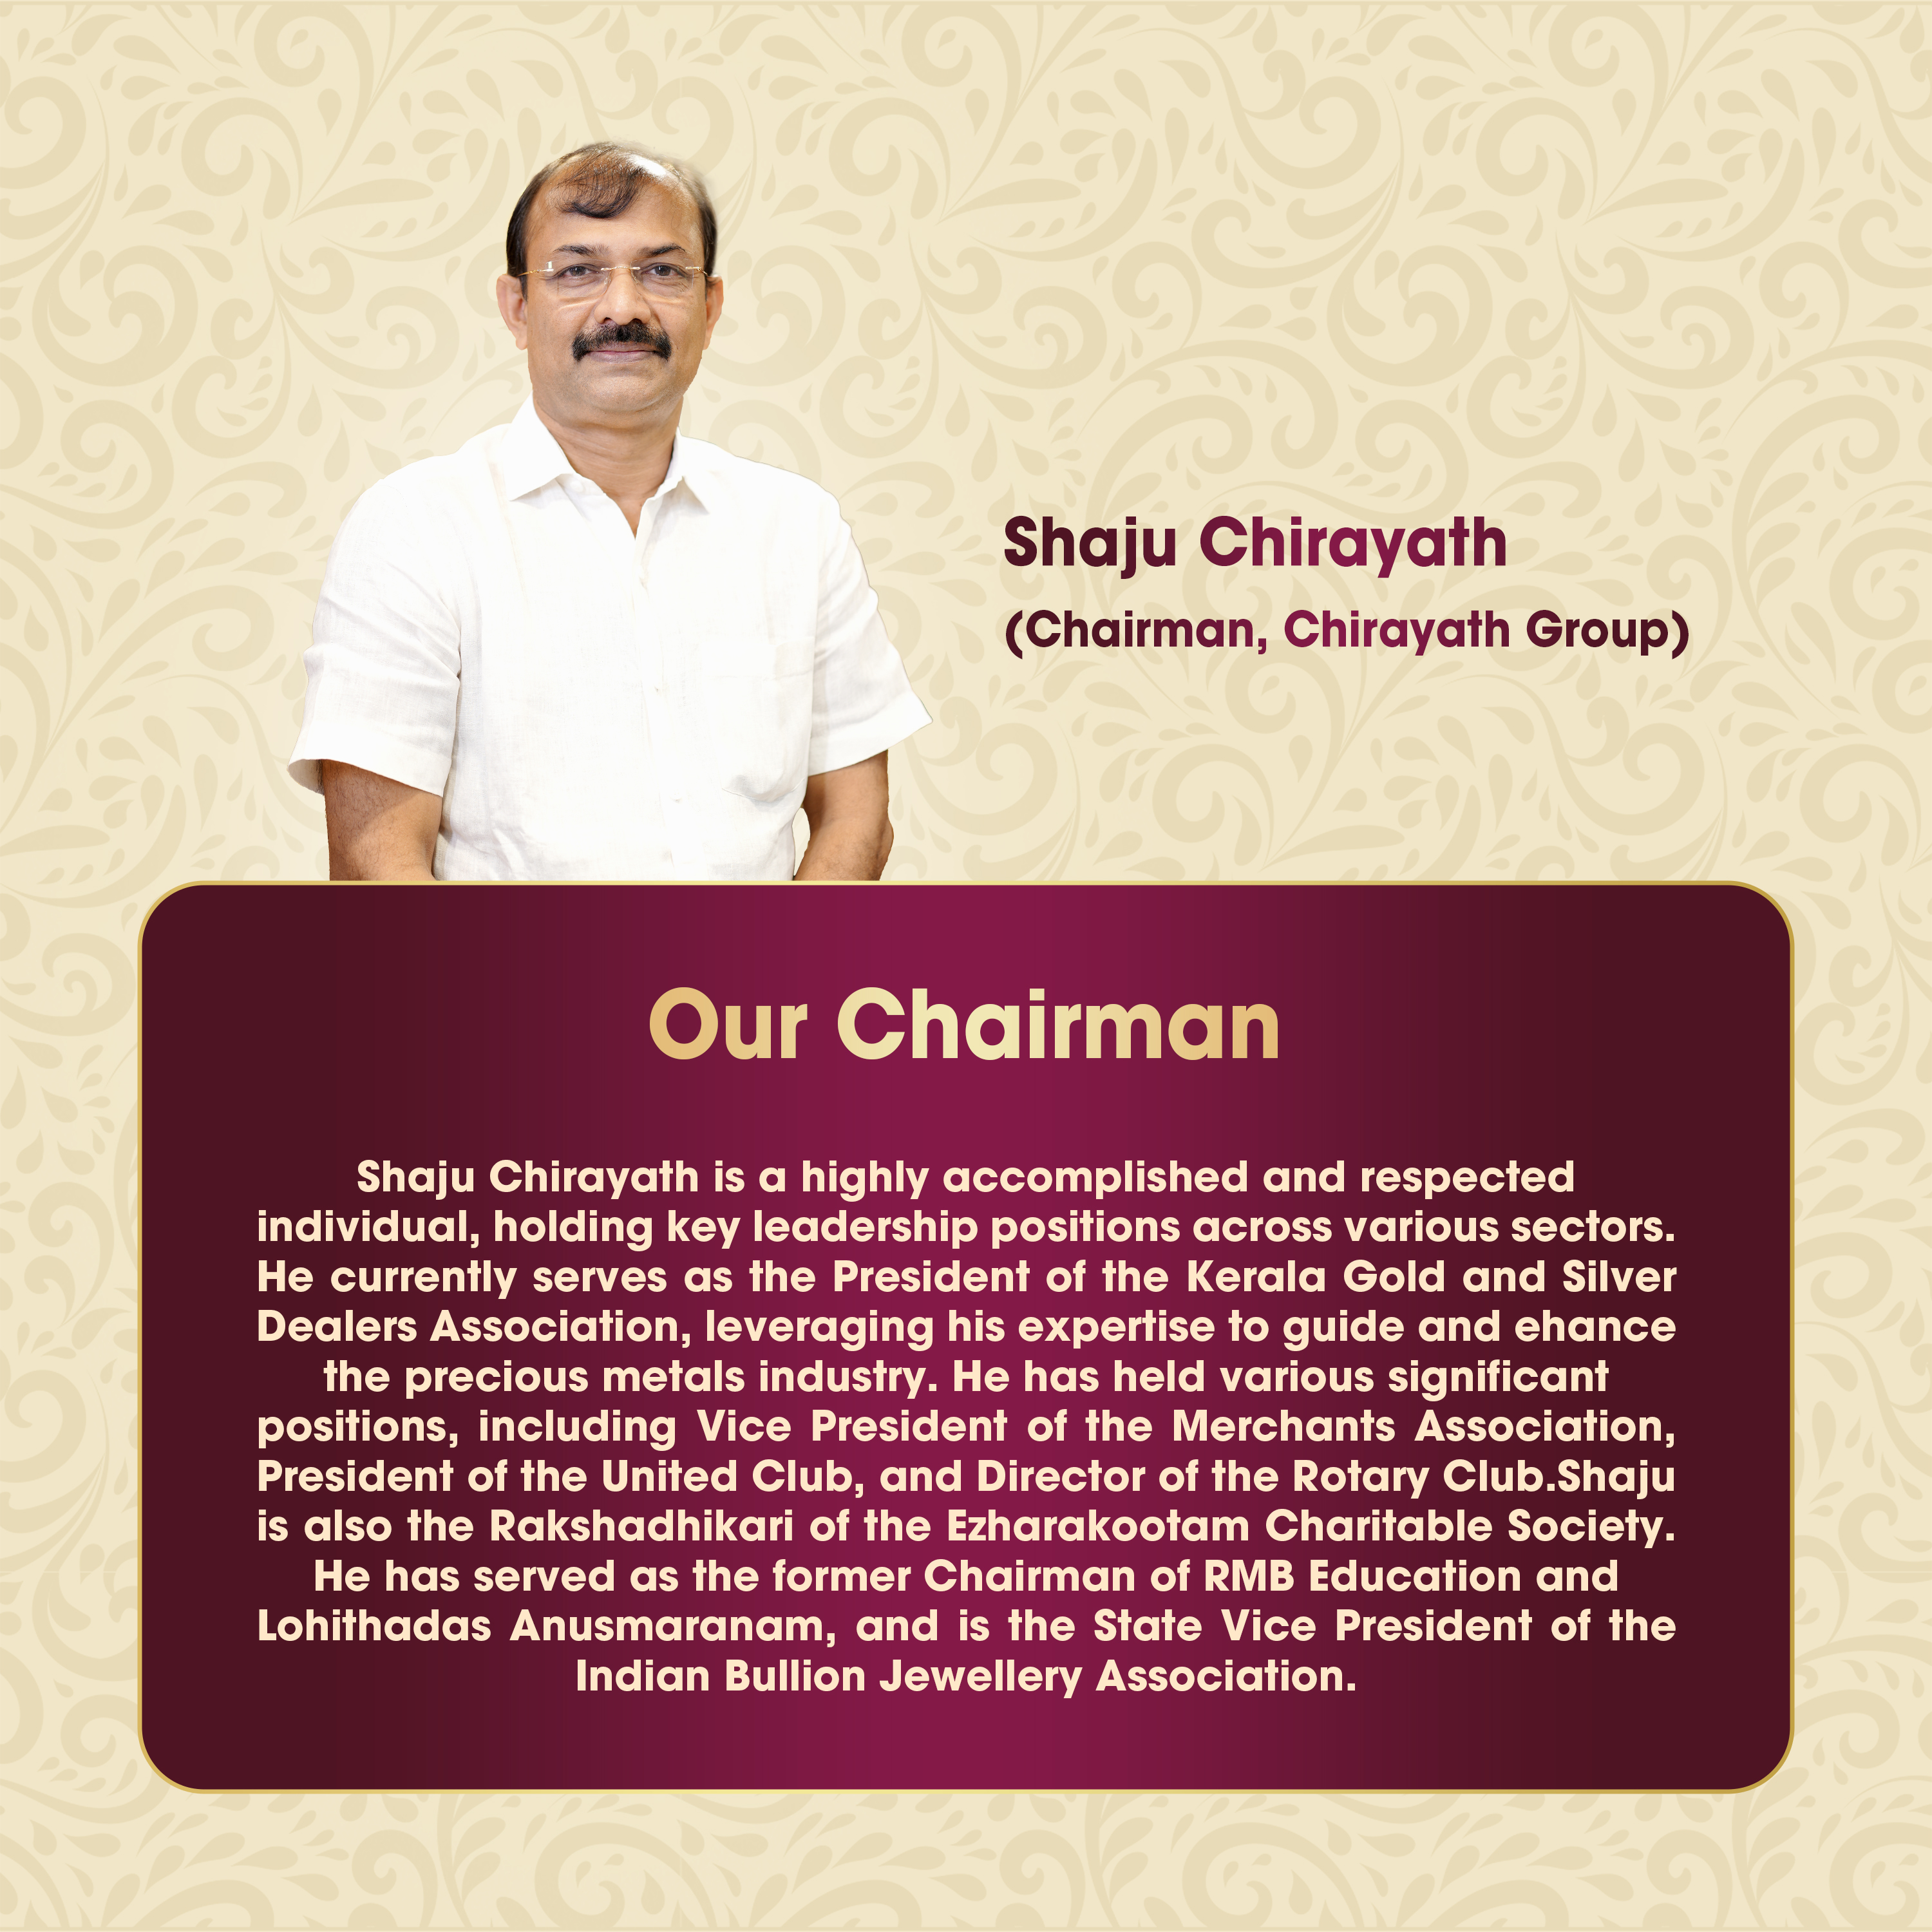 Shaju Chirayath
(Chairman, Chirayath Group)
Our Chairman
Shaju Chirayath is a highly accomplished and respected
individual, holding key leadership positions across various sectors.
He currently serves as the President of the Kerala Gold and Silver
Dealers Association, leveraging his expertise to guide and ehance
the precious metals industry. He has held various significant
positions, including Vice President of the Merchants Association,
President of the United Club, and Director of the Rotary Club.Shaju
is also the Rakshadhikari of the Ezharakootam Charitable Society.
He has served as the former Chairman of RMB Education and
Lohithadas Anusmaranam, and is the State Vice President of the
Indian Bullion Jewellery Association.